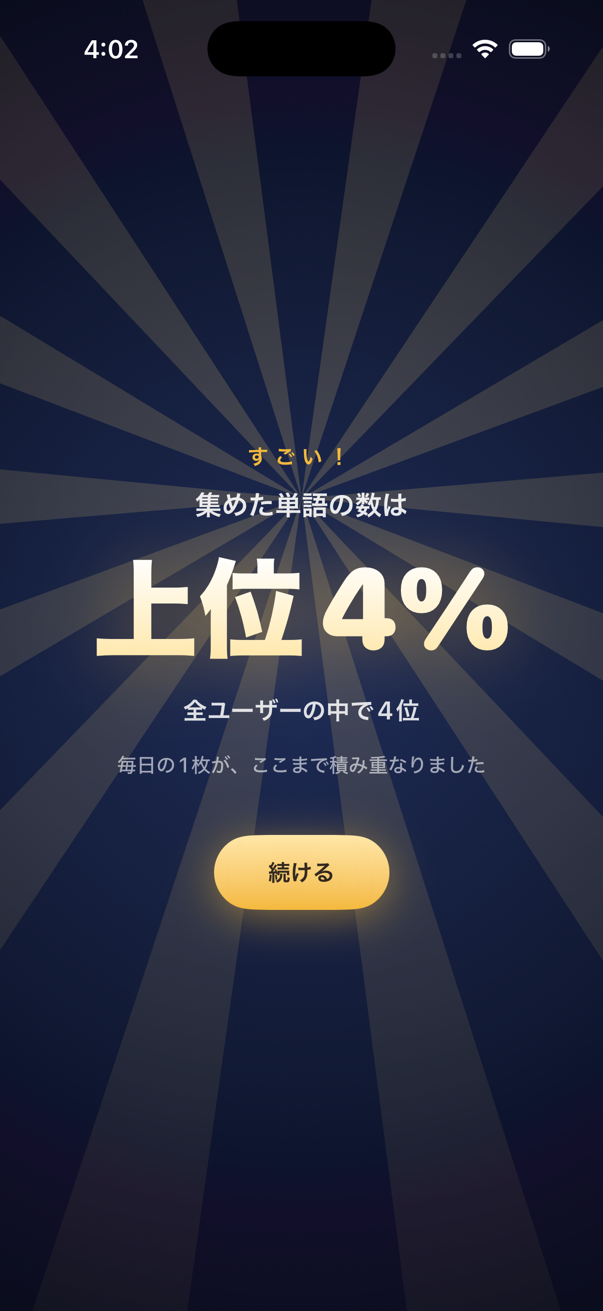 4:02
すごい！
集めた単語の数は
上位4%
全ユーザーの中で4位
毎日の1枚が、ここまで積み重なりました
続ける